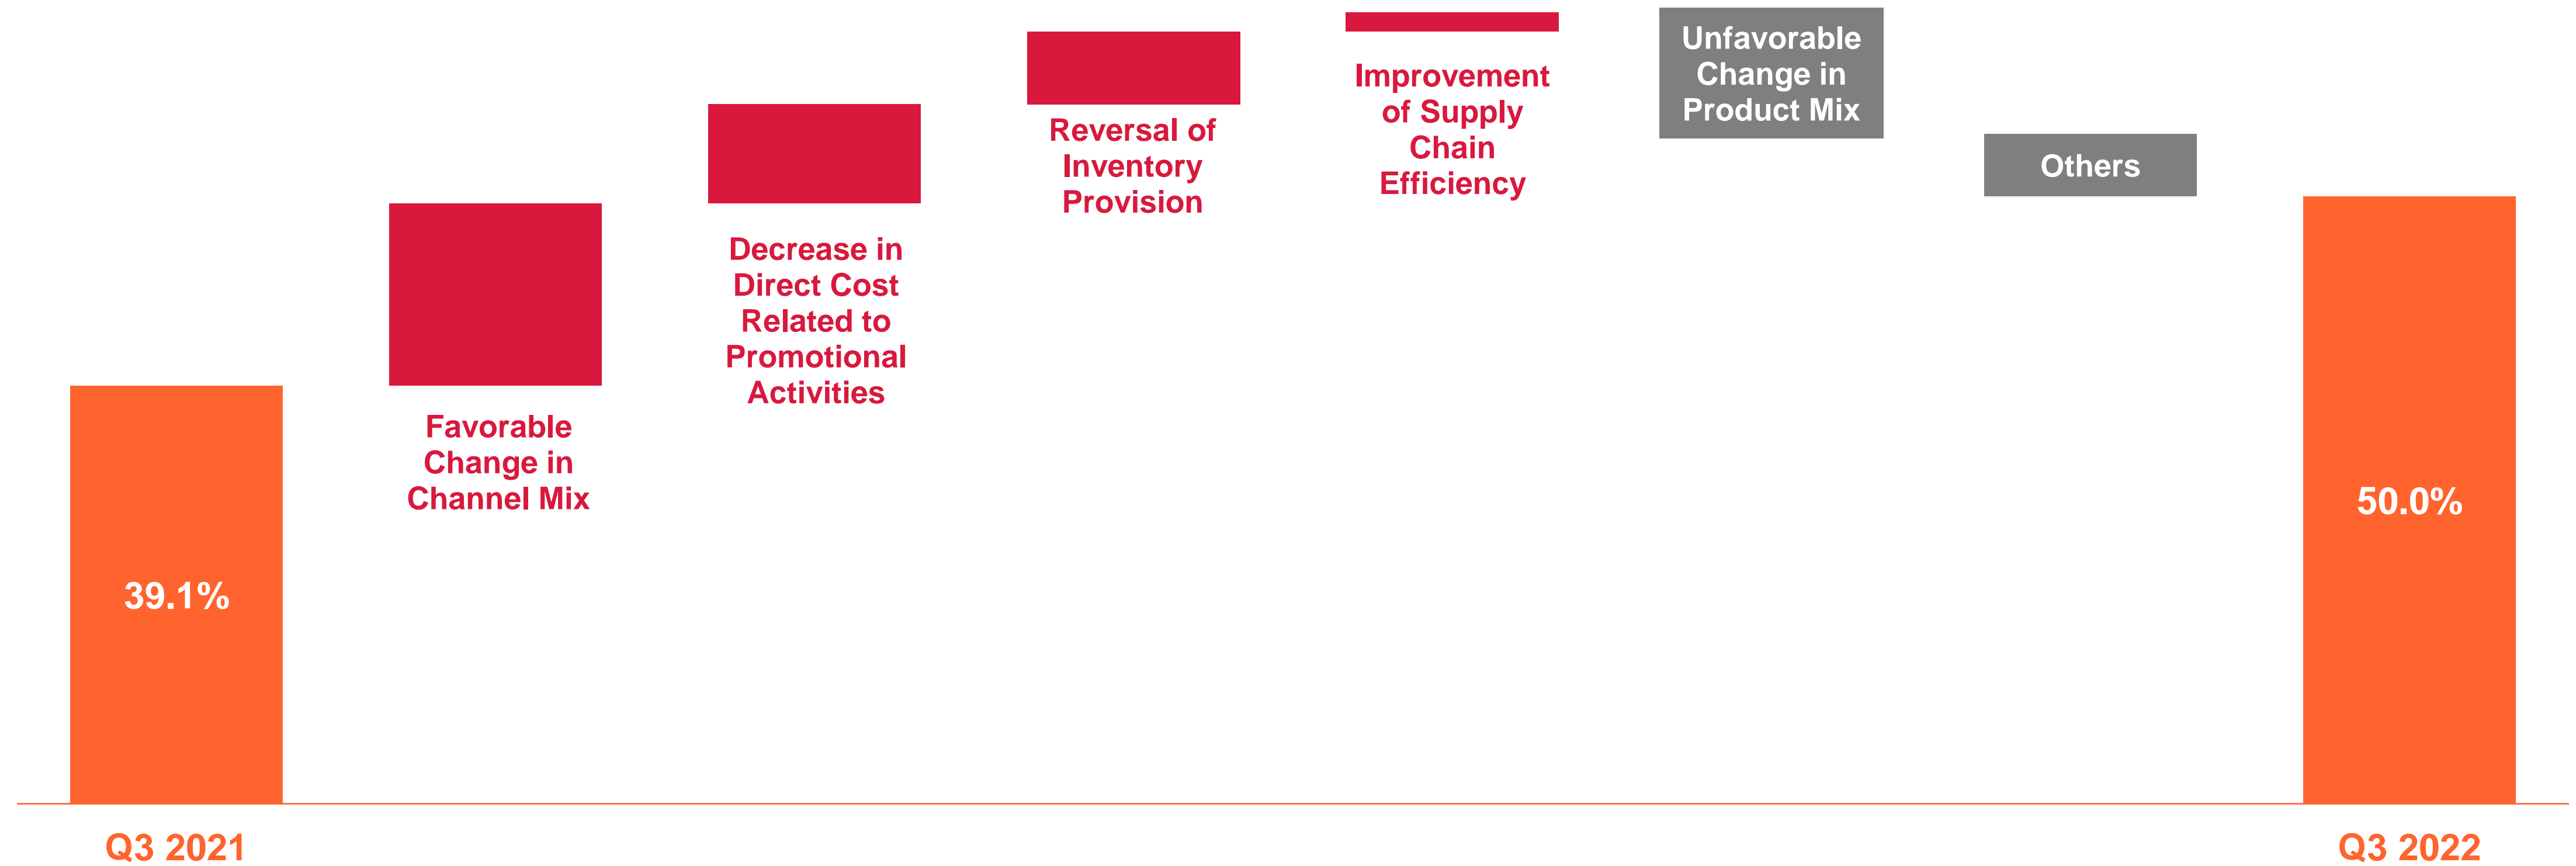 39.1%
Q3 2021
Favorable
Change in
Channel Mix
Decrease in
Direct Cost
Related to
Promotional
Activities
Reversal of
Inventory
Provision
Improvement
of Supply
Chain
Efficiency
Unfavorable
Change in
Product Mix
Others
50.0%
Q3 2022